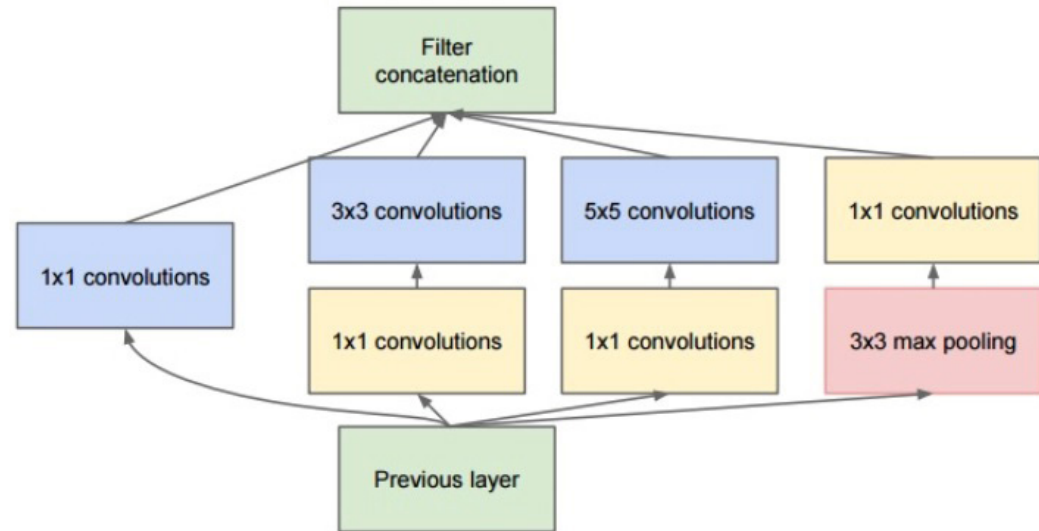 Filter
concatenation
3x3 convolutions
5x5 convolutions
1x1 convolutions
1x1 convolutions
1x1 convolutions
1x1 convolutions
3x3 max pooling
Previous layer